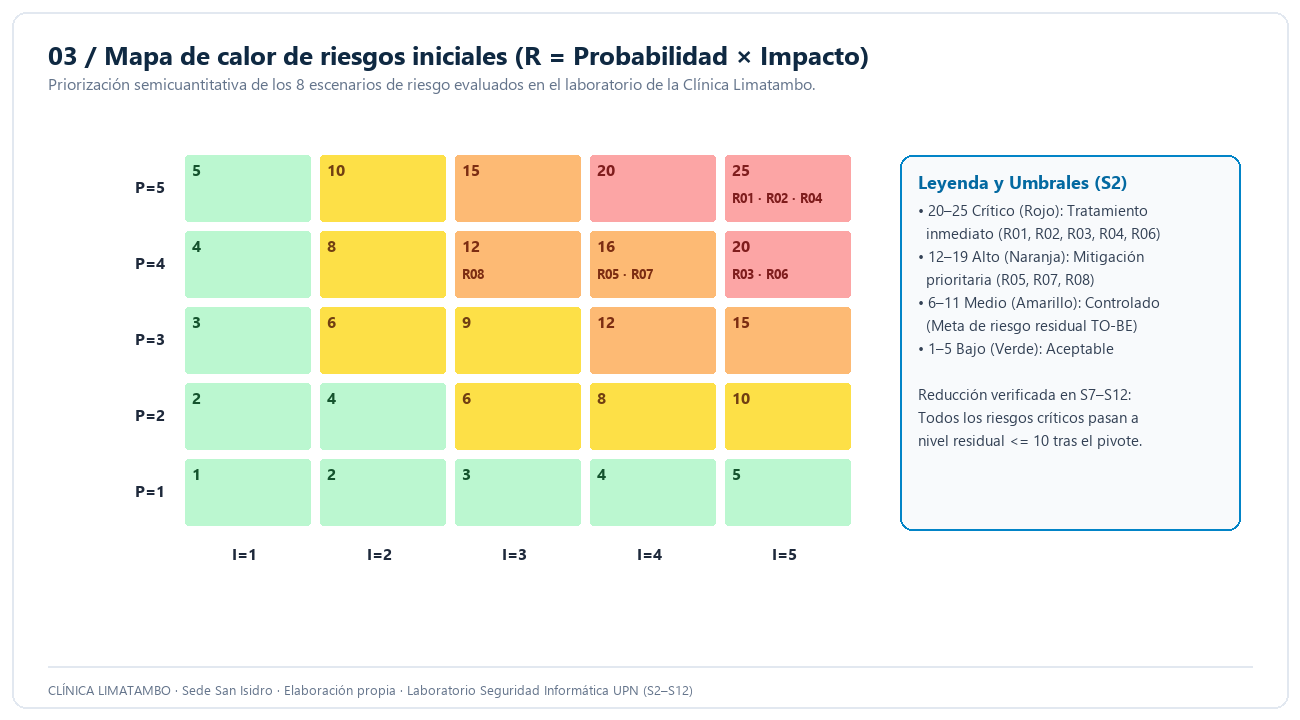 03 / Mapa de calor de riesgos iniciales (R = Probabilidad × Impacto)
Priorización semicuantitativa de los 8 escenarios de riesgo evaluados en el laboratorio de la Clínica Limatambo.
P=5
5
10
15
20
25
R01 · R02 · R04
P=4
4
8
12
R08
16
R05 · R07
20
R03 · R06
P=3
3
6
9
12
15
P=2
2
4
6
8
10
P=1
1
2
3
4
5
I=1
I=2
I=3
I=4
I=5
Leyenda y Umbrales (S2)
• 20–25 Crítico (Rojo): Tratamiento
inmediato (R01, R02, R03, R04, R06)
• 12–19 Alto (Naranja): Mitigación
prioritaria (R05, R07, R08)
• 6–11 Medio (Amarillo): Controlado
(Meta de riesgo residual TO-BE)
• 1–5 Bajo (Verde): Aceptable
Reducción verificada en S7–S12:
Todos los riesgos críticos pasan a
nivel residual <= 10 tras el pivote.
CLÍNICA LIMATAMBO · Sede San Isidro · Elaboración propia · Laboratorio Seguridad Informática UPN (S2–S12)